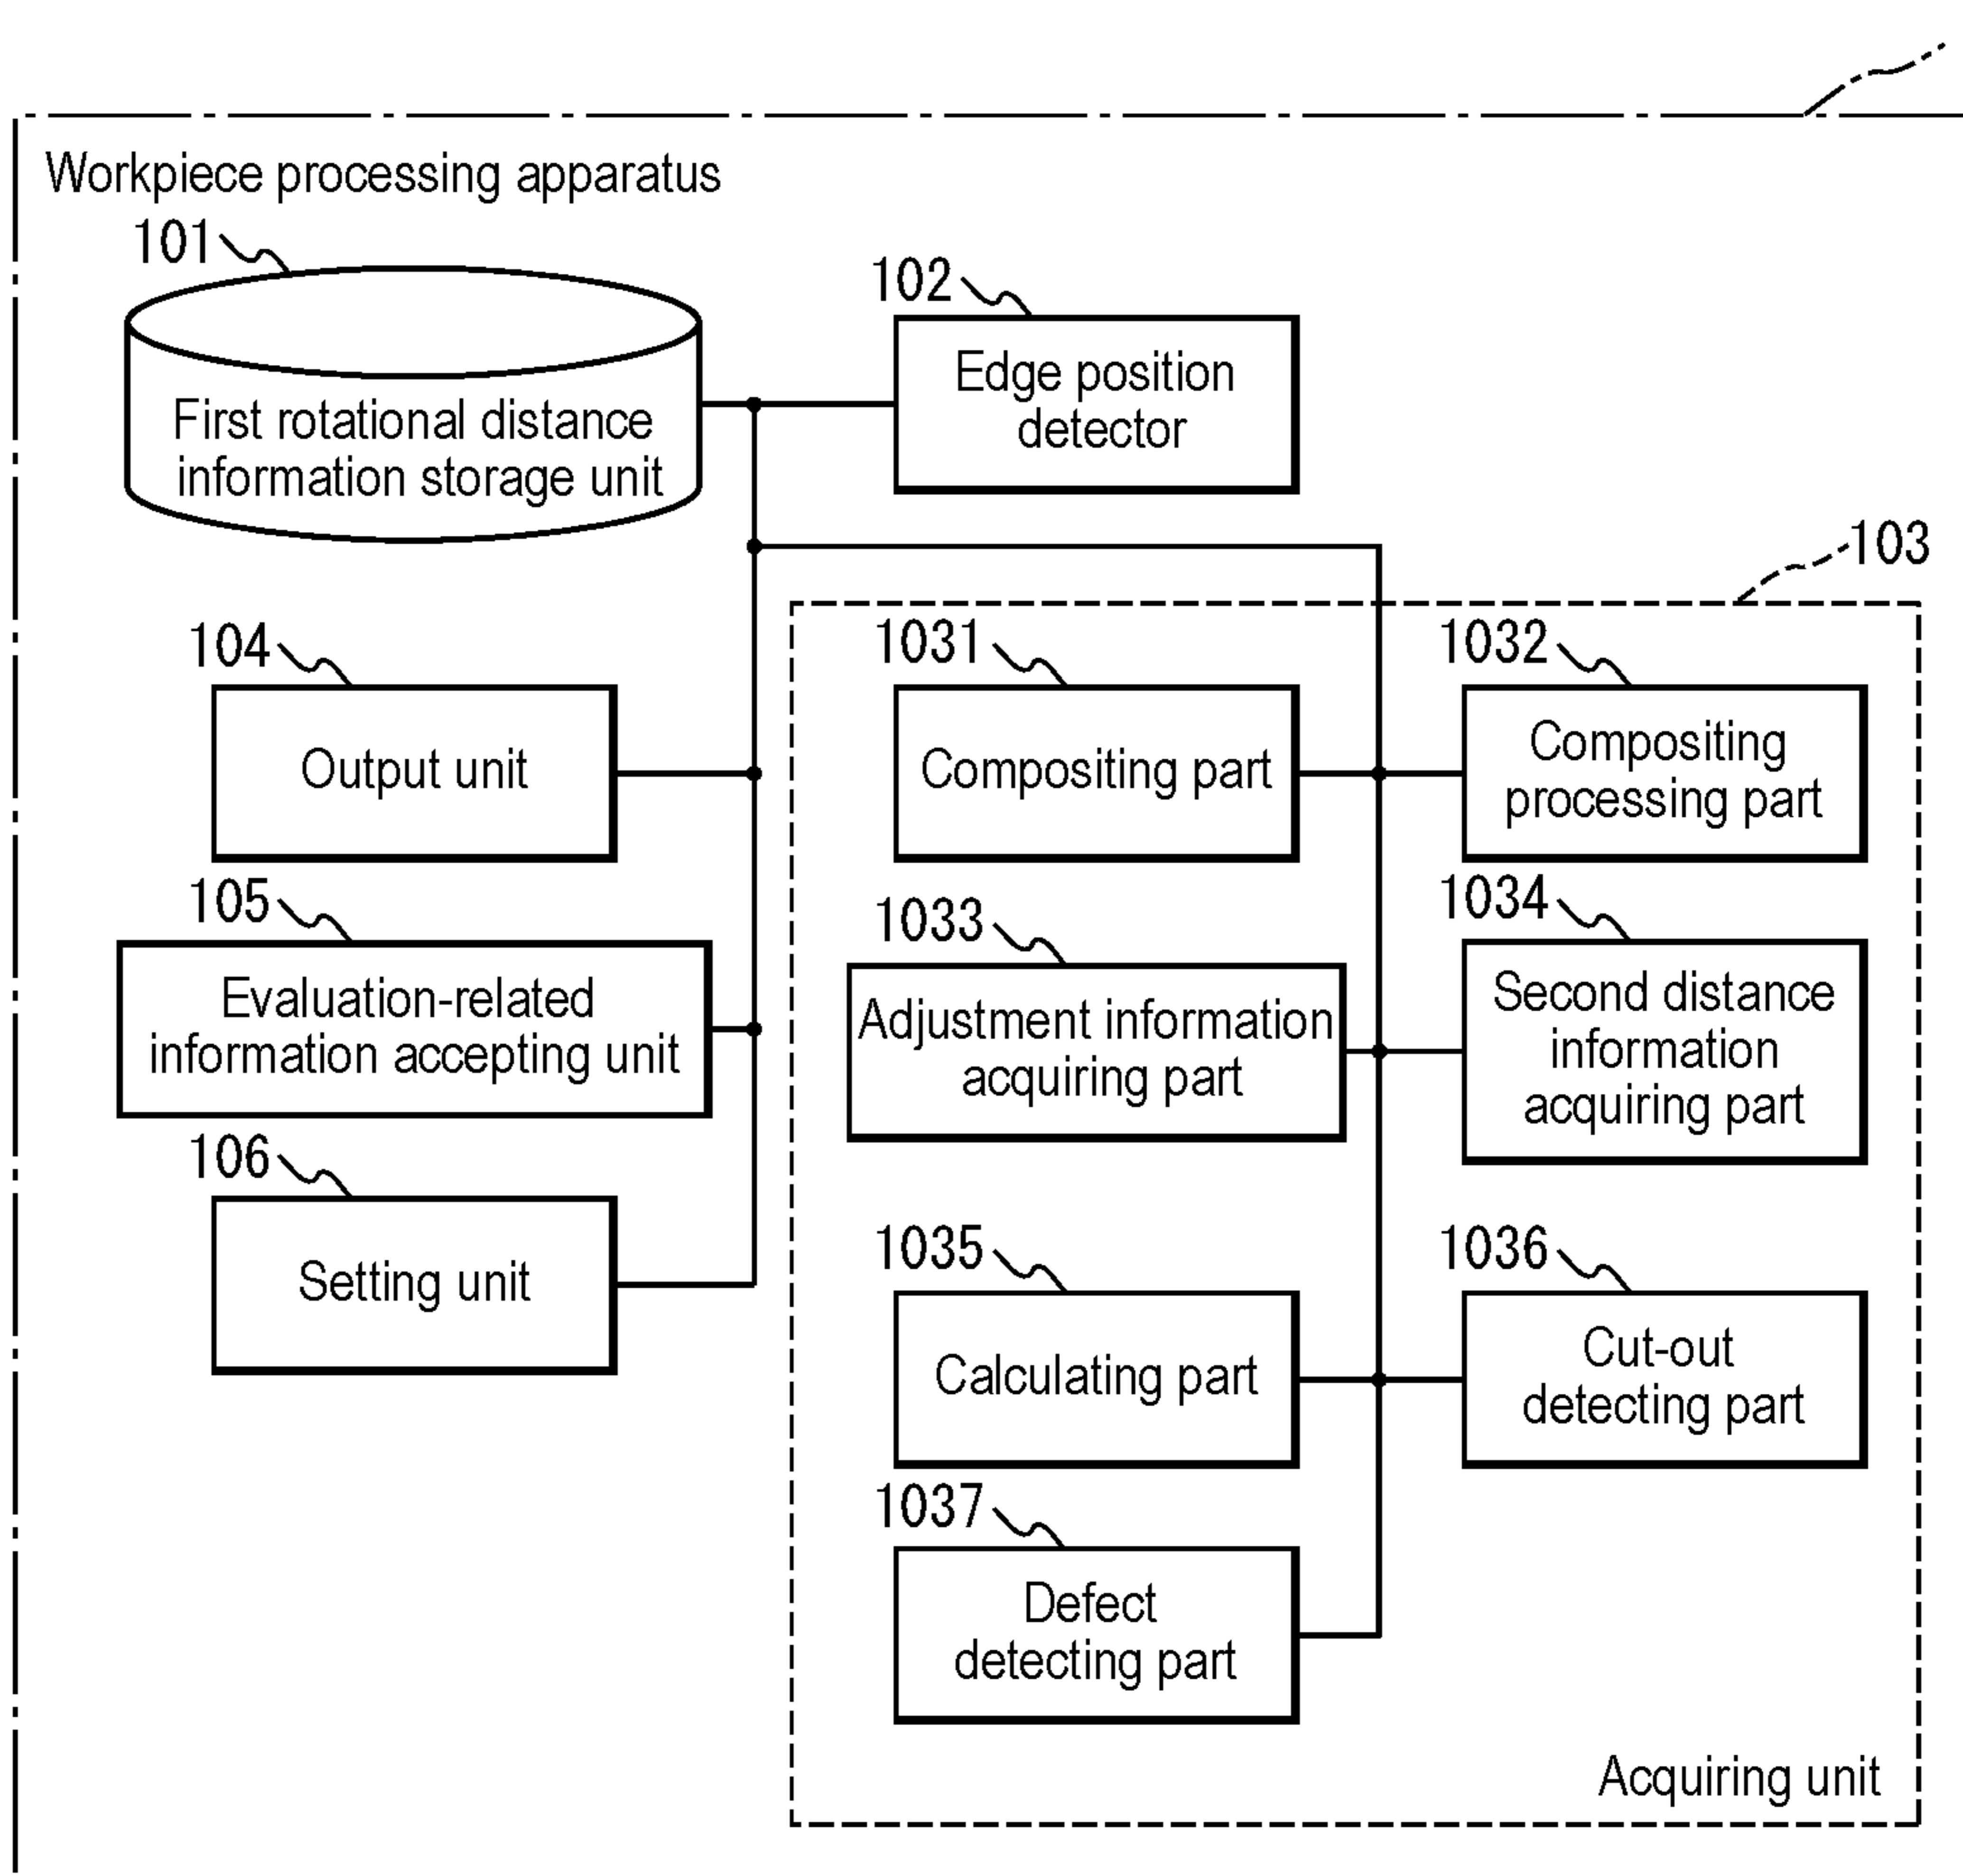 Workpiece processing apparatus
101
First rotational distance
information storage unit
102
Edge position
detector
103
104
Output unit
105
Evaluation-related
information accepting unit
106
Setting unit
1031
Compositing part
1032
Compositing
processing part
1033
Adjustment information
acquiring part
1034
Second distance
information
acquiring part
1035
Calculating part
1036
Cut-out
detecting part
1037
Defect
detecting part
Acquiring unit